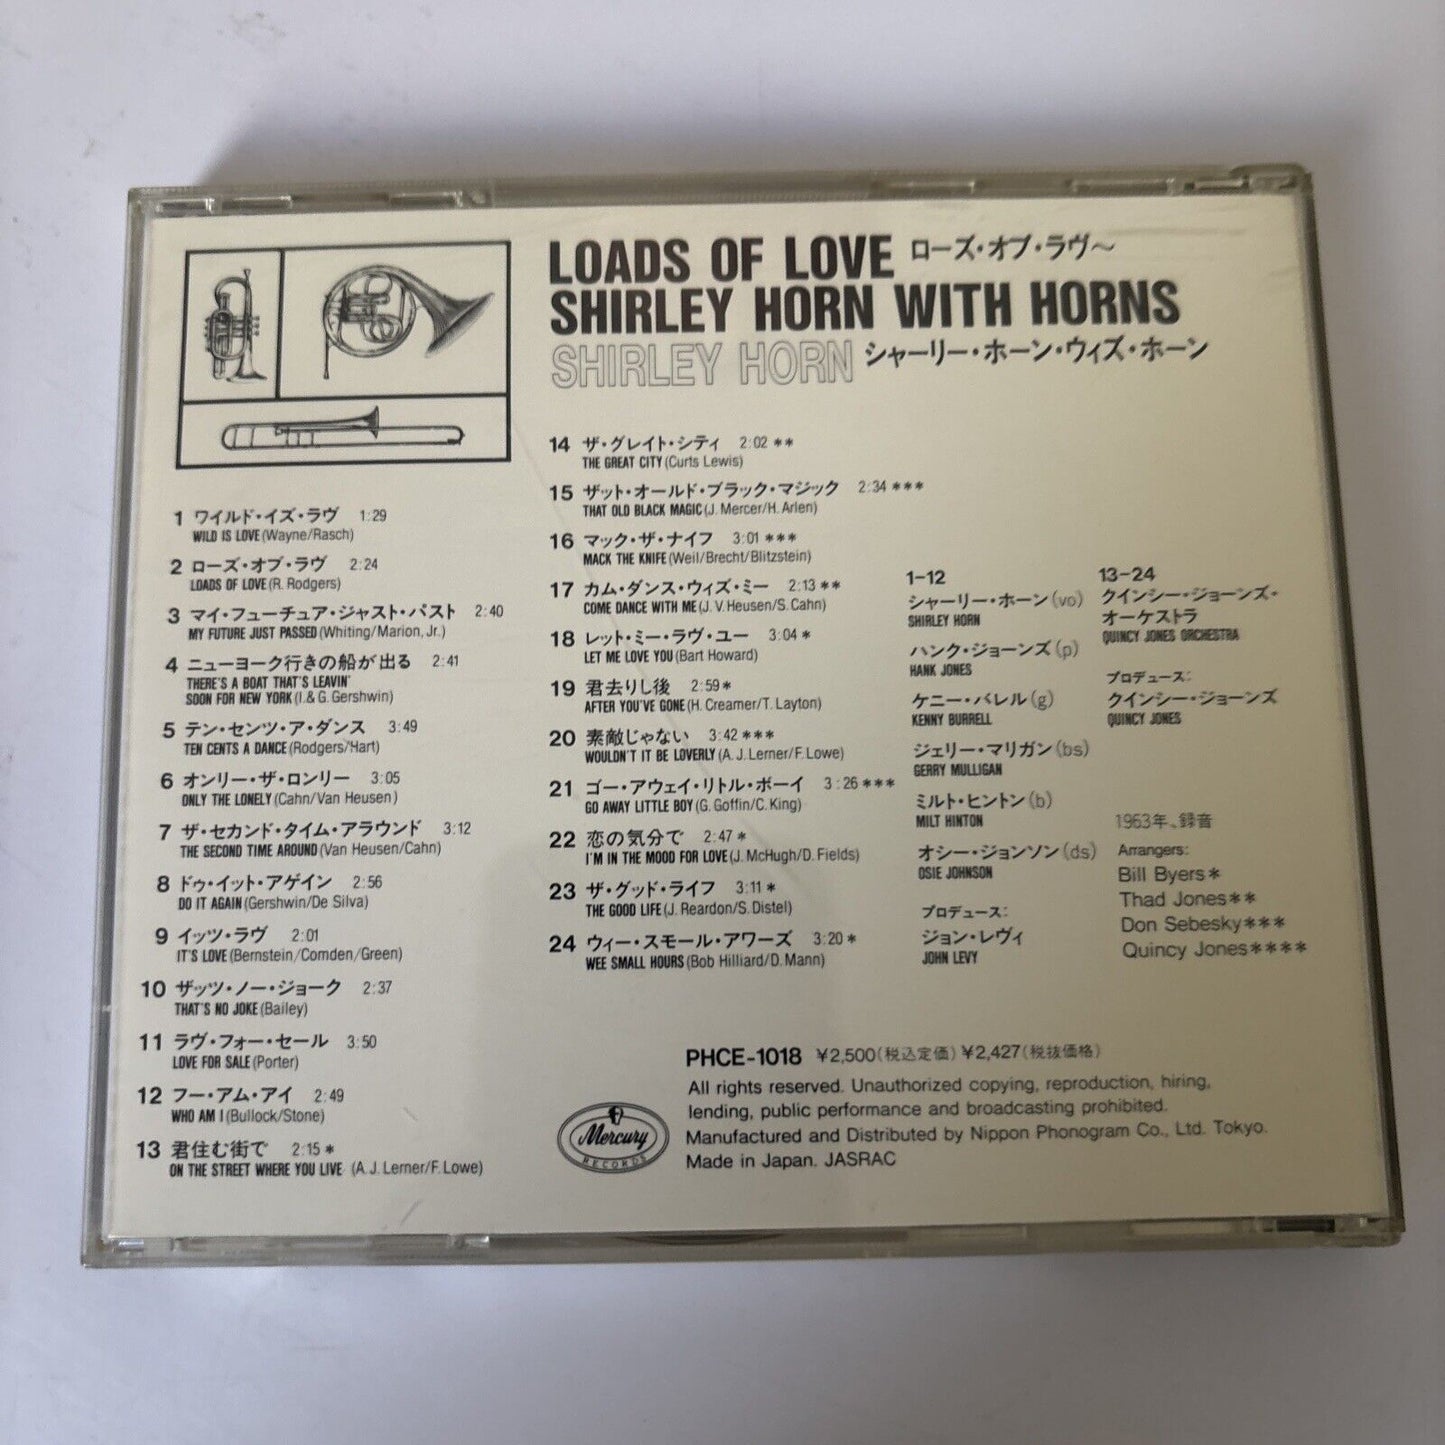 LOADS OF LOVE ローズ・オブ・ラヴ〜
SHIRLEY HORN WITH HORNS
SHIRLEY HORN シャーリー・ホーン・ウィズ・ホーン
1 ワイルド・イズ・ラヴ 1:29
WILD IS LOVE (Wayne/Rasch)
2 ローズ・オブ・ラヴ 2:24
LOADS OF LOVE (R. Rodgers)
3 マイ・フューチュア・ジャスト・パスト 2:40
MY FUTURE JUST PASSED (Whiting/Marion, Jr.)
4 ニューヨーク行きの船が出る 2:41
THERE'S A BOAT THAT'S LEAVIN'
SOON FOR NEW YORK (I. & G. Gershwin)
5 テン・センツ・ア・ダンス 3:49
TEN CENTS A DANCE (Rodgers/Hart)
6 オンリー・ザ・ロンリー 3:05
ONLY THE LONELY (Cahn/Van Heusen)
7 ザ・セカンド・タイム・アラウンド 3:12
THE SECOND TIME AROUND (Van Heusen/Cahn)
8 ドゥ・イット・アゲイン 2:56
DO IT AGAIN (Gershwin/De Silva)
9 イッツ・ラヴ 2:01
IT'S LOVE (Bernstein/Comden/Green)
10 ザッツ・ノー・ジョーク 2:37
THAT'S NO JOKE (Bailey)
11 ラヴ・フォー・セール 3:50
LOVE FOR SALE (Porter)
12 フー・アム・アイ 2:49
WHO AM I (Bullock/Stone)
13 君住む街で 2:15 *
ON THE STREET WHERE YOU LIVE (A. J. Lerner/F. Lowe)
14 ザ・グレイト・シティ 2:02 **
THE GREAT CITY (Curts Lewis)
15 ザット・オールド・ブラック・マジック 2:34 ***
THAT OLD BLACK MAGIC (J. Mercer/H. Arlen)
16 マック・ザ・ナイフ 3:01 ***
MACK THE KNIFE (Weil/Brecht/Blitzstein)
17 カム・ダンス・ウィズ・ミー 2:13 **
COME DANCE WITH ME (J. V. Heusen/S. Cahn)
18 レット・ミー・ラヴ・ユー 3:04 *
LET ME LOVE YOU (Bart Howard)
19 君去りし後 2:59 *
AFTER YOU'VE GONE (H. Creamer/T. Layton)
20 素敵じゃない 3:42 ***
WOULDN'T IT BE LOVERLY (A. J. Lerner/F. Lowe)
21 ゴー・アウェイ・リトル・ボーイ 3:26 ***
GO AWAY LITTLE BOY (G. Goffin/C. King)
22 恋の気分で 2:47 *
I'M IN THE MOOD FOR LOVE (J. McHugh/D. Fields)
23 ザ・グッド・ライフ 3:11 *
THE GOOD LIFE (J. Reardon/S. Distel)
24 ウィー・スモール・アワーズ 3:20 *
WEE SMALL HOURS (Bob Hilliard/D. Mann)
1-12
シャーリー・ホーン (vo)
SHIRLEY HORN
ハンク・ジョーンズ (p)
HANK JONES
ケニー・バレル (g)
KENNY BURRELL
ジェリー・マリガン (bs)
GERRY MULLIGAN
ミルト・ヒントン (b)
MILT HINTON
オシー・ジョンソン (ds)
OSIE JOHNSON
プロデュース:
ジョン・レヴィ
JOHN LEVY
13-24
クインシー・ジョーンズ・
オーケストラ
QUINCY JONES ORCHESTRA
プロデュース:
クインシー・ジョーンズ
QUINCY JONES
1963年、録音
Arrangers:
Bill Byers*
Thad Jones**
Don Sebesky***
Quincy Jones****
PHCE-1018 ¥2,500(税込定価) ¥2,427(税抜価格)
All rights reserved. Unauthorized copying, reproduction, hiring,
lending, public performance and broadcasting prohibited.
Manufactured and Distributed by Nippon Phonogram Co., Ltd. Tokyo.
Made in Japan. JASRAC
Mercury
RECORDS